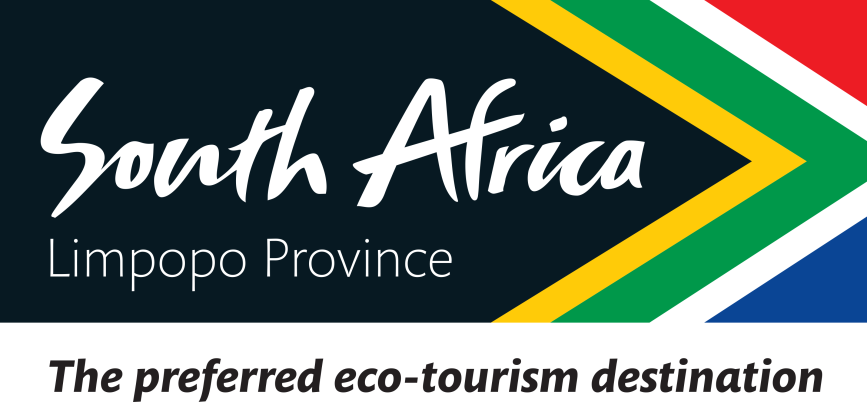 South Africa
Limpopo Province
The preferred eco-tourism destination